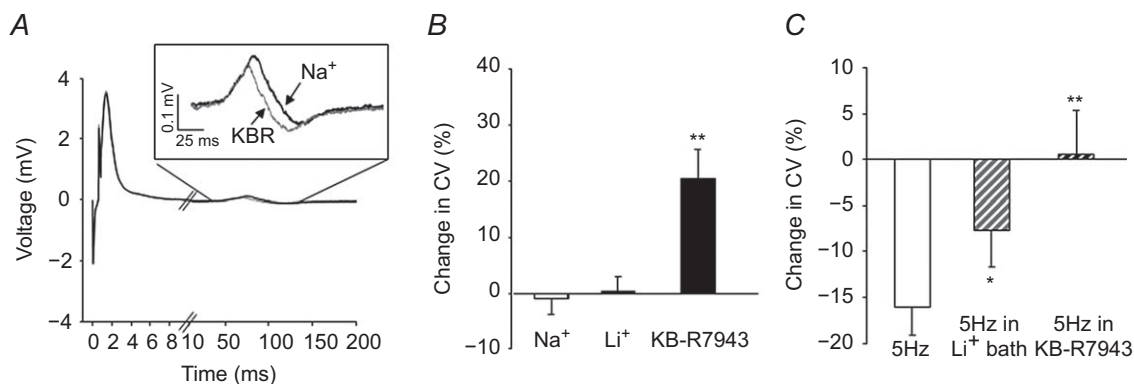 A
Voltage (mV)
4
2
0
−2
−4
0 2 4 6 8 10 50 100 150 200
Time (ms)
0.1 mV
25 ms
Na⁺
KBR
B
Change in CV (%)
40
30
20
10
0
−10
Na⁺ Li⁺ KB-R7943
**
C
Change in CV (%)
10
5
0
−5
−10
−15
−20
**
*
5Hz
5Hz in
Li⁺ bath
5Hz in
KB-R7943